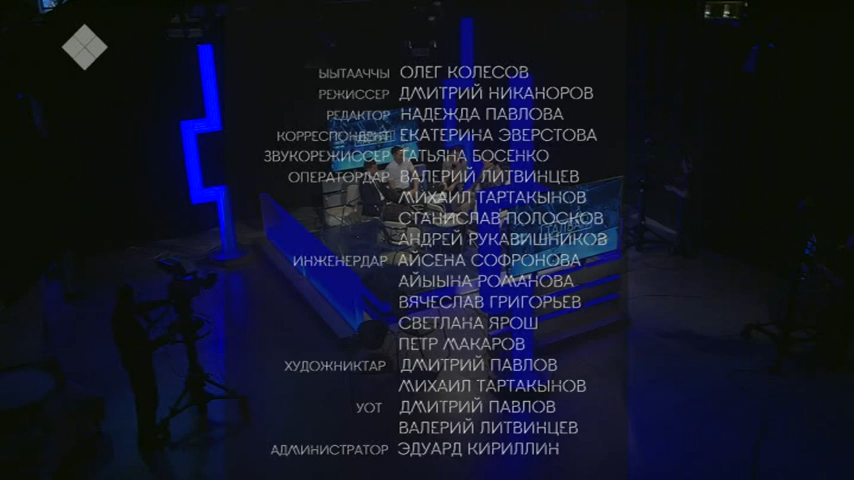 ЫЫТААЧЧЫ ОЛЕГ КОЛЕСОВ
РЕЖИССЕР ДМИТРИЙ НИКАНОРОВ
РЕДАКТОР НАДЕЖДА ПАВЛОВА
КОРРЕСПОНДЕНТ ЕКАТЕРИНА ЭВЕРСТОВА
ЗВУКОРЕЖИССЕР ТАТЬЯНА БОСЕНКО
ОПЕРАТОРДАР ВАЛЕРИЙ ЛИТВИНЦЕВ
МИХАИЛ ТАРТАКЫНОВ
СТАНИСЛАВ ПОЛОСКОВ
АНДРЕЙ РУКАВИШНИКОВ
ИНЖЕНЕРДАР АЙСЕНА СОФРОНОВА
АЙЫЫНА РОМАНОВА
ВЯЧЕСЛАВ ГРИГОРЬЕВ
СВЕТЛАНА ЯРОШ
ПЕТР МАКАРОВ
ХУДОЖНИКТАР ДМИТРИЙ ПАВЛОВ
МИХАИЛ ТАРТАКЫНОВ
УОТ ДМИТРИЙ ПАВЛОВ
ВАЛЕРИЙ ЛИТВИНЦЕВ
АДМИНИСТРАТОР ЭДУАРД КИРИЛЛИН